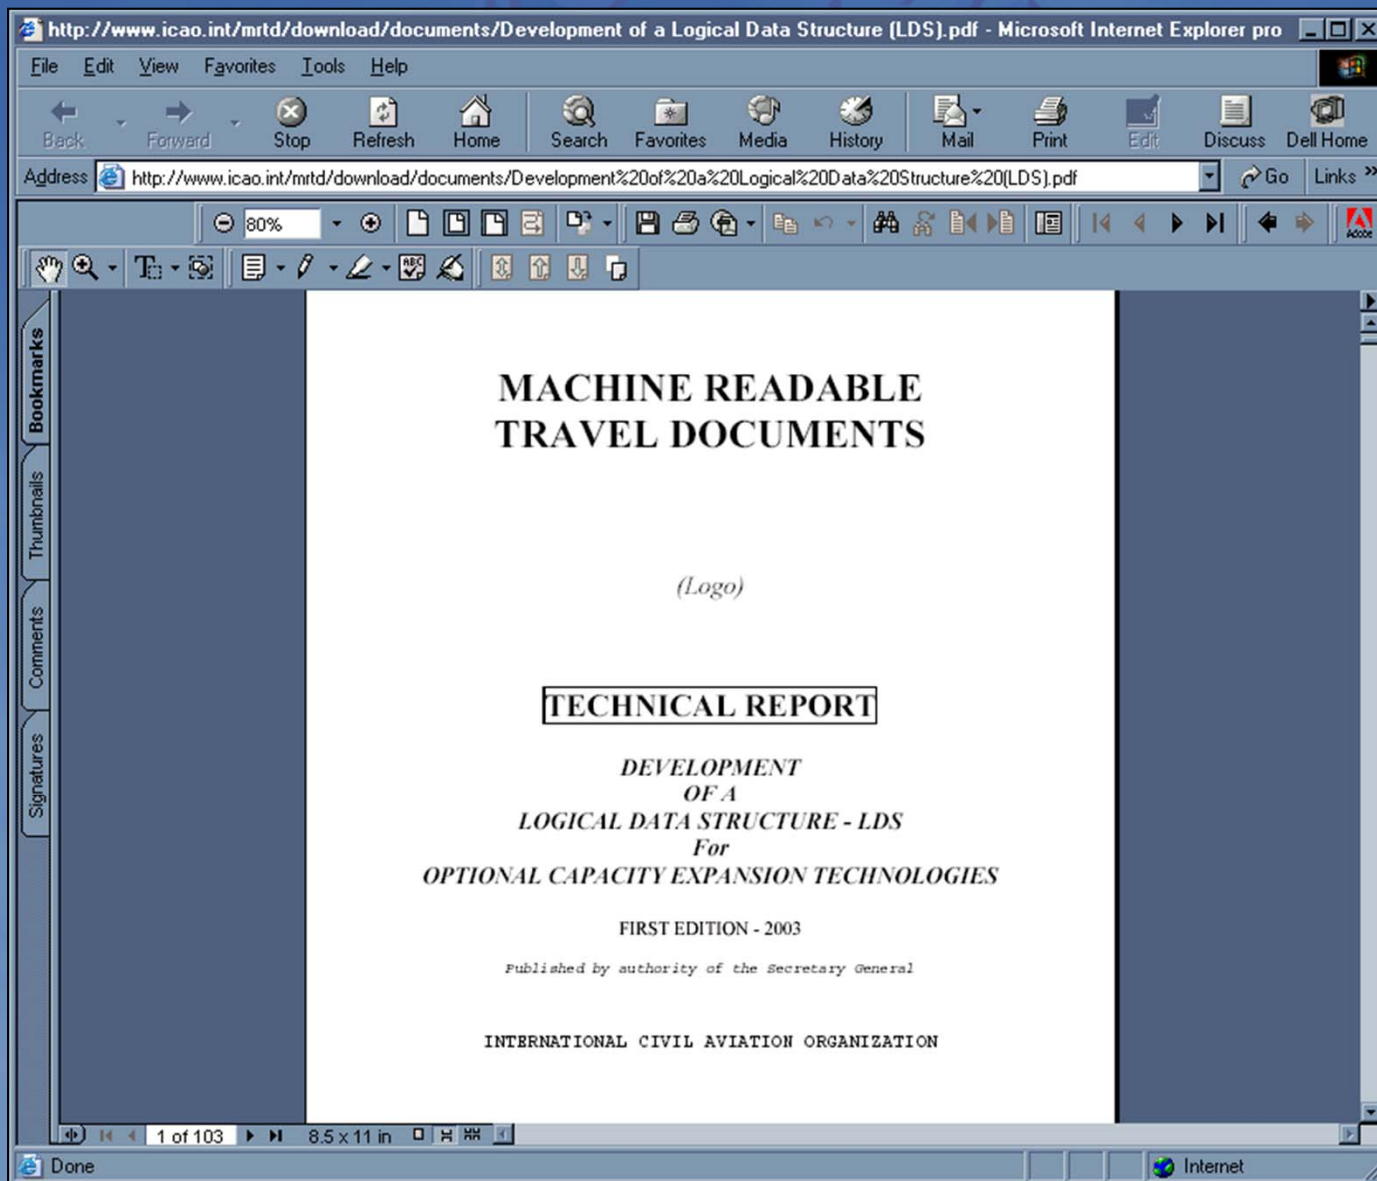 http://www.icao.int/mrtd/download/documents/Development of a Logical Data Structure (LDS).pdf - Microsoft Internet Explorer pro
File Edit View Favorites Tools Help
Back Forward Stop Refresh Home Search Favorites Media History Mail Print Edit Discuss Dell Home
Address http://www.icao.int/mrtd/download/documents/Development%20of%20a%20Logical%20Data%20Structure%20(LDS).pdf Go Links »
80% Adobe
ABC
Bookmarks
Thumbnails
Comments
Signatures
MACHINE READABLE
TRAVEL DOCUMENTS
(Logo)
TECHNICAL REPORT
DEVELOPMENT
OF A
LOGICAL DATA STRUCTURE - LDS
For
OPTIONAL CAPACITY EXPANSION TECHNOLOGIES
FIRST EDITION - 2003
Published by authority of the Secretary General
INTERNATIONAL CIVIL AVIATION ORGANIZATION
1 of 103 8.5 x 11 in
Done Internet